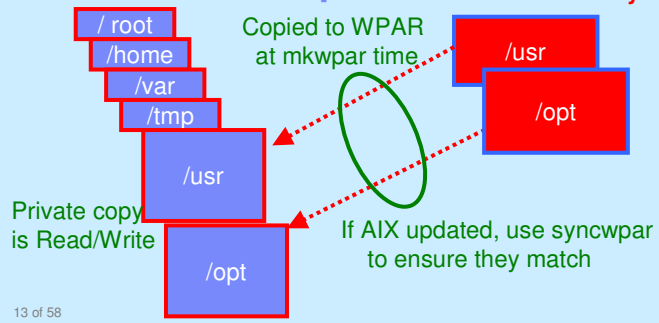 / root
/home
/var
/tmp
/usr
/opt
Copied to WPAR
at mkwpar time
/usr
/opt
Private copy
is Read/Write
If AIX updated, use syncwpar
to ensure they match
13 of 58